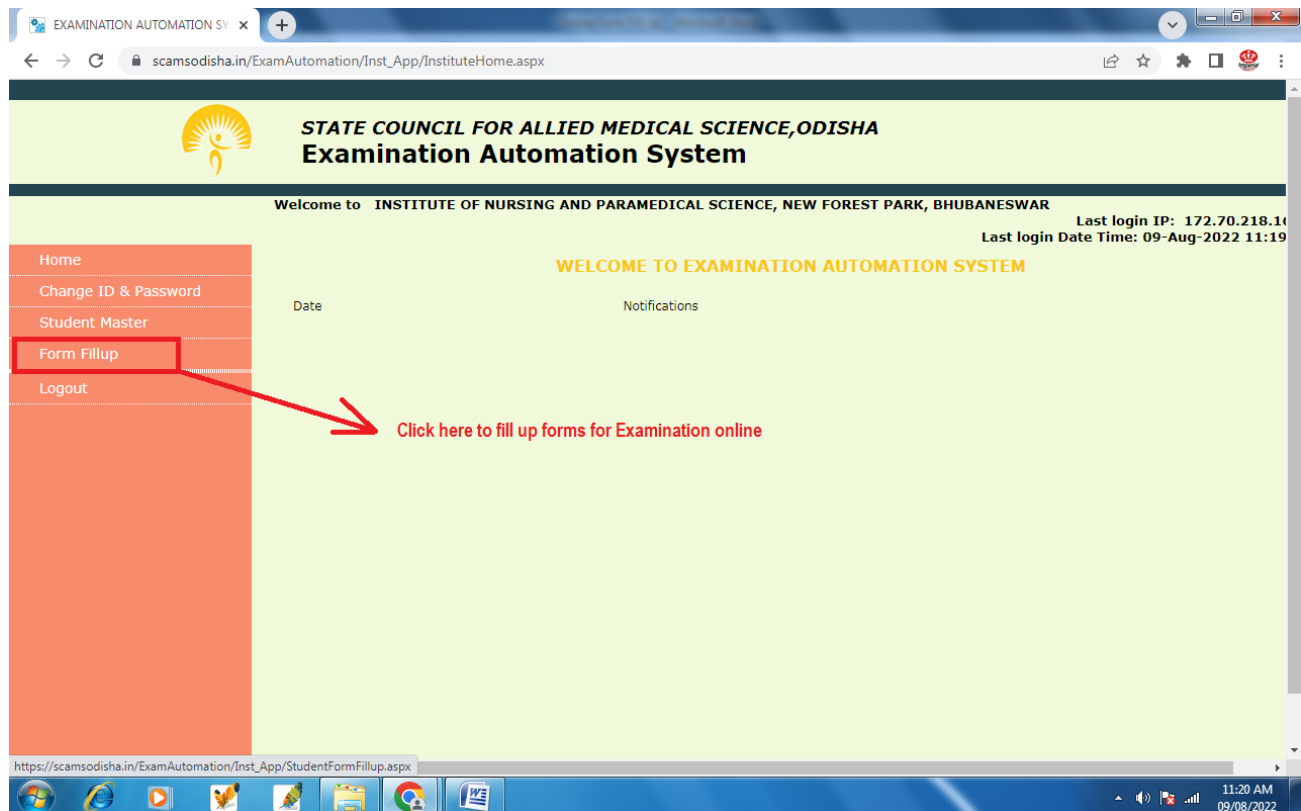 EXAMINATION AUTOMATION SY
scamsodisha.in/ExamAutomation/Inst_App/InstituteHome.aspx
STATE COUNCIL FOR ALLIED MEDICAL SCIENCE,ODISHA
Examination Automation System
Welcome to INSTITUTE OF NURSING AND PARAMEDICAL SCIENCE, NEW FOREST PARK, BHUBANESWAR
Last login IP: 172.70.218.1
Last login Date Time: 09-Aug-2022 11:19
Home
WELCOME TO EXAMINATION AUTOMATION SYSTEM
Change ID & Password
Date Notifications
Student Master
Form Fillup
Logout
Click here to fill up forms for Examination online
https://scamsodisha.in/ExamAutomation/Inst_App/StudentFormFillup.aspx
11:20 AM
09/08/2022